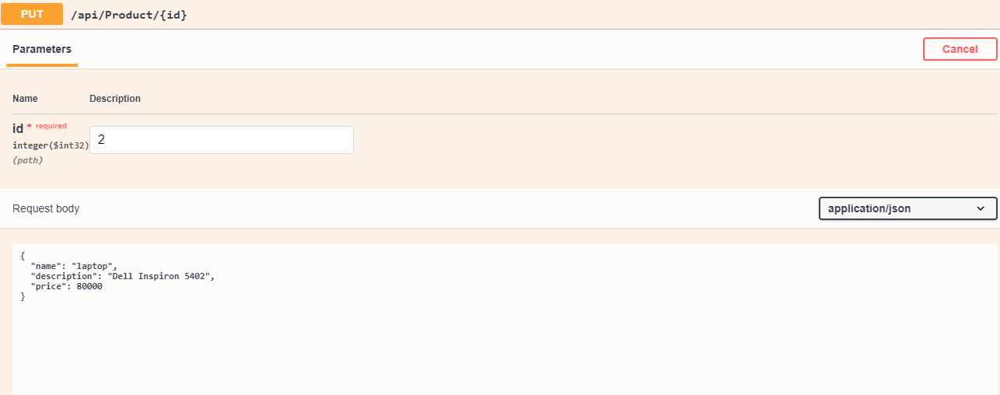 PUT /api/Product/{id}
Parameters Cancel
Name Description
id * required
integer($int32) 2
(path)
Request body application/json
{
  "name": "laptop",
  "description": "Dell Inspiron 5402",
  "price": 80000
}